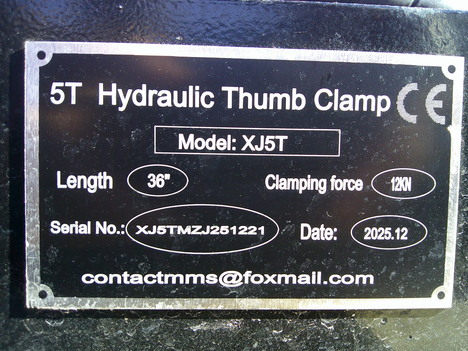 5T Hydraulic Thumb Clamp CE
Model: XJ5T
Length 36" Clamping force 12KN
Serial No.: XJ5TMZJ251221 Date: 2025.12
contactmms@foxmail.com